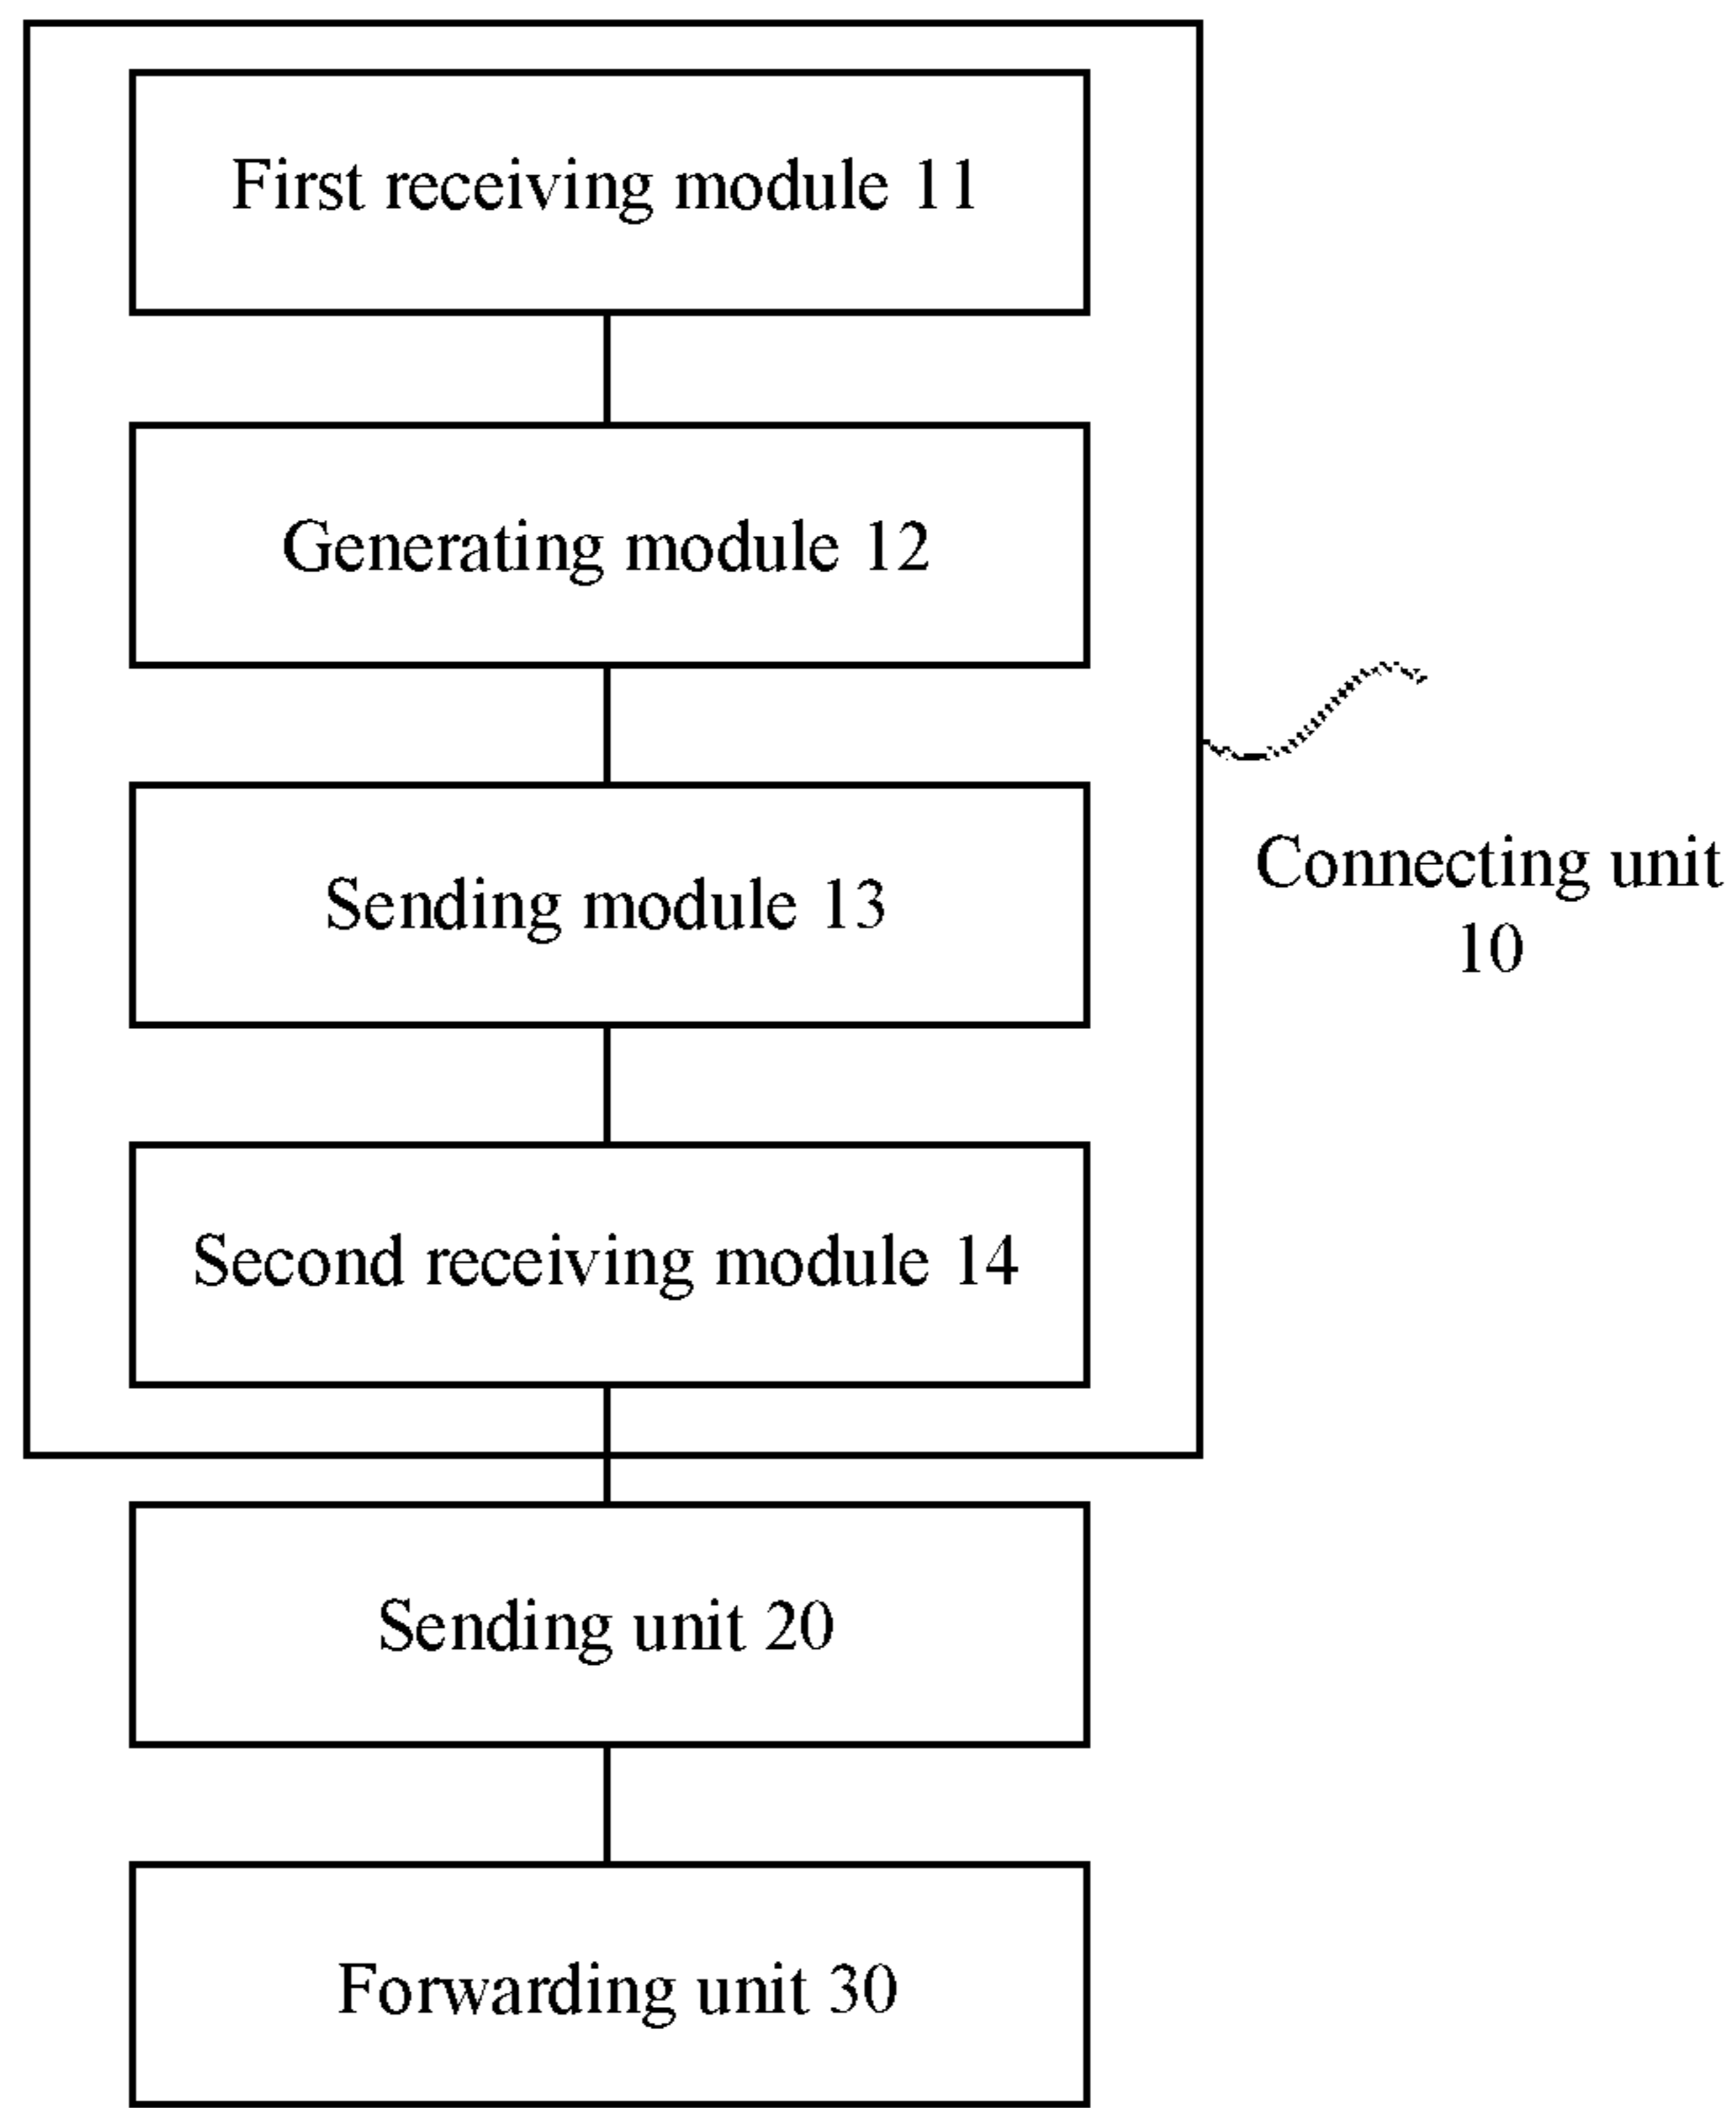 First receiving module 11
Generating module 12
Sending module 13
Connecting unit
10
Second receiving module 14
Sending unit 20
Forwarding unit 30